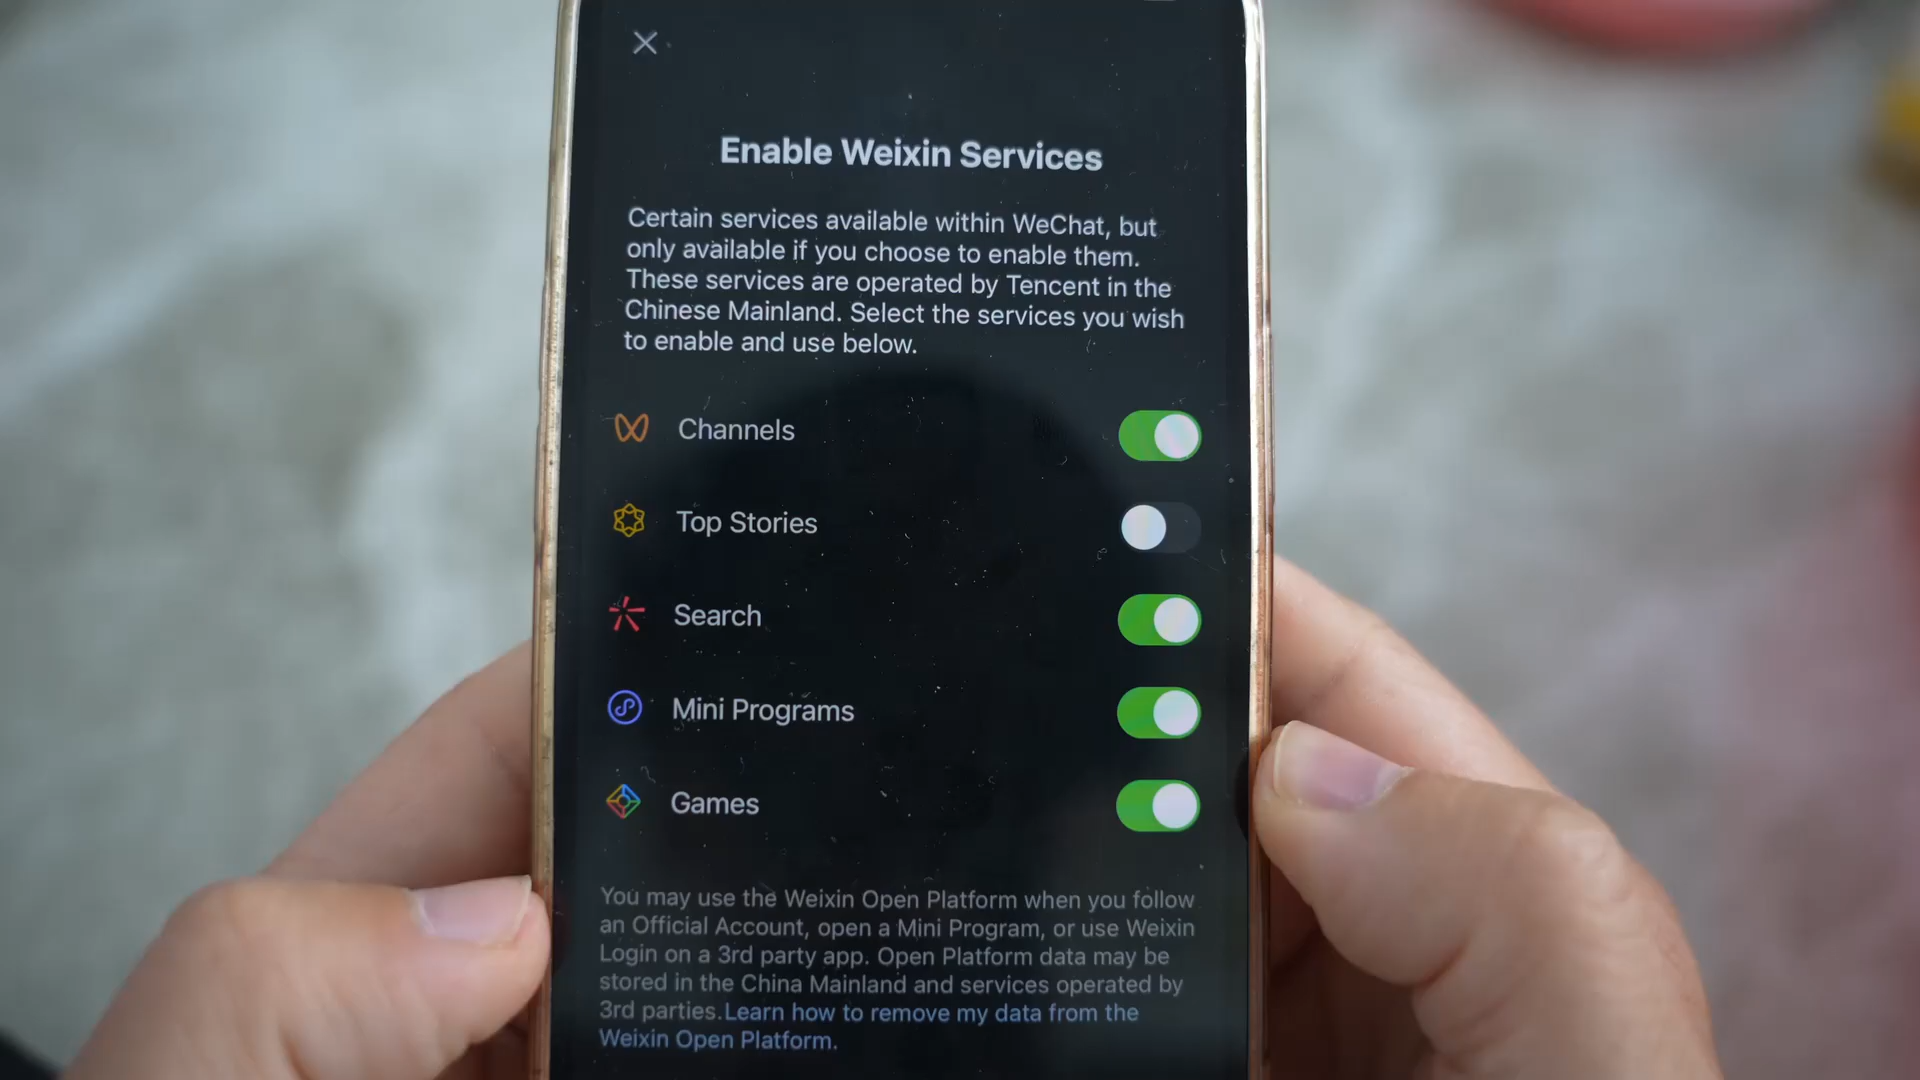 Enable Weixin Services
Certain services available within WeChat, but
only available if you choose to enable them.
These services are operated by Tencent in the
Chinese Mainland. Select the services you wish
to enable and use below.
Channels
Top Stories
Search
Mini Programs
Games
You may use the Weixin Open Platform when you follow
an Official Account, open a Mini Program, or use Weixin
Login on a 3rd party app. Open Platform data may be
stored in the China Mainland and services operated by
3rd parties.Learn how to remove my data from the
Weixin Open Platform.